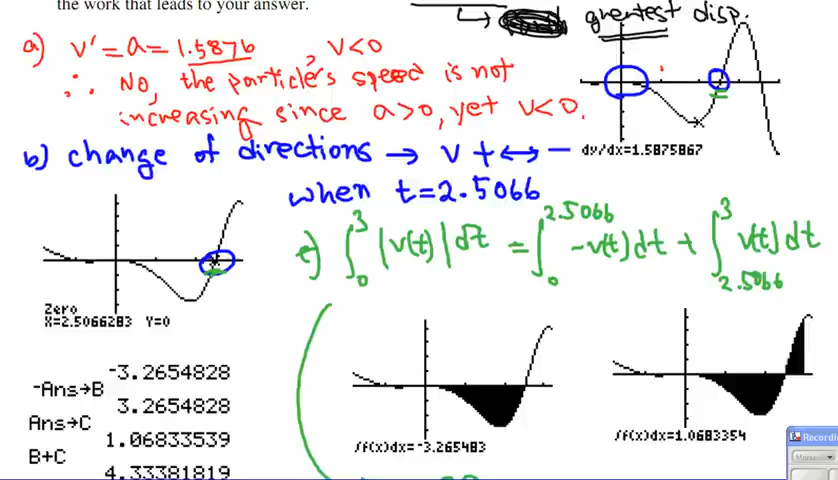 the work that leads to your answer.
greatest disp.
a) v' = a = 1.5876 , v<0
∴ No, the particle's speed is not
increasing since a>0, yet v<0.
dy/dx=1.5875867
b) change of directions → v + ↔ −
when t=2.5066
c) ∫₀³ |v(t)| dt = ∫₀^2.5066 -v(t) dt + ∫_2.5066^3 v(t) dt
Zero
X=2.5066283 Y=0
-3.2654828
-Ans→B
3.2654828
Ans→C
1.06833539
B+C
4.33381819
∫f(x)dx=-3.265483
∫f(x)dx=1.0683354
Recordin
Menu